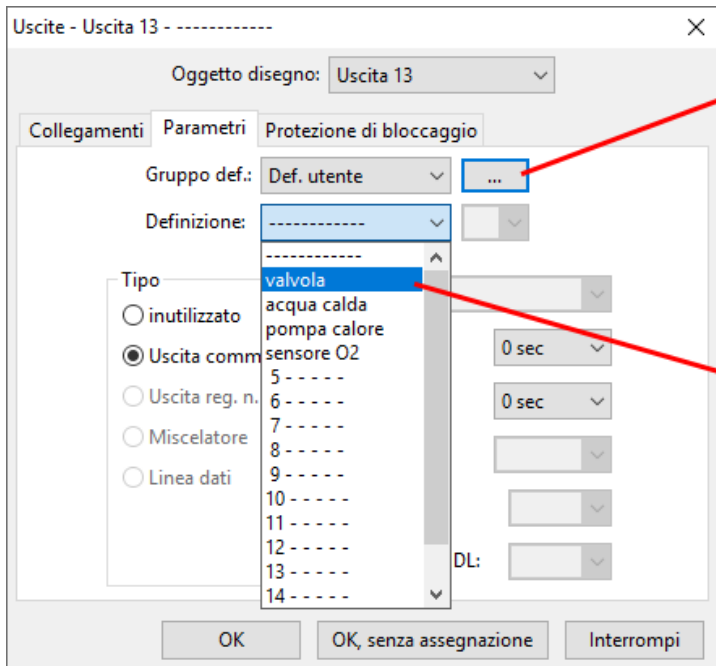 Uscite - Uscita 13 - ------------
Oggetto disegno: Uscita 13
Collegamenti Parametri Protezione di bloccaggio
Gruppo def.: Def. utente ...
Definizione: ------------
------------
Tipo
valvola
acqua calda
inutilizzato
pompa calore
sensore O2
Uscita comm
0 sec
5 - - - - -
Uscita reg. n.
6 - - - - -
0 sec
7 - - - - -
Miscelatore
8 - - - - -
9 - - - - -
Linea dati
10 - - - - -
11 - - - - -
12 - - - - -
13 - - - - -
DL:
14 - - - - -
OK OK, senza assegnazione Interrompi